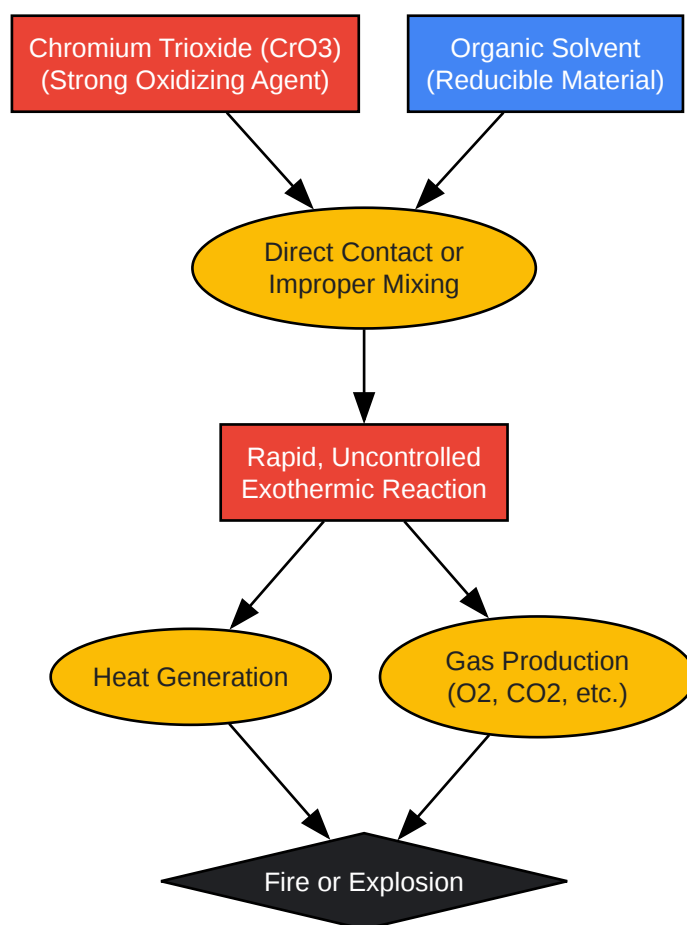 Chromium Trioxide (CrO3)
(Strong Oxidizing Agent)
Organic Solvent
(Reducible Material)
Direct Contact or
Improper Mixing
Rapid, Uncontrolled
Exothermic Reaction
Heat Generation
Gas Production
(O2, CO2, etc.)
Fire or Explosion